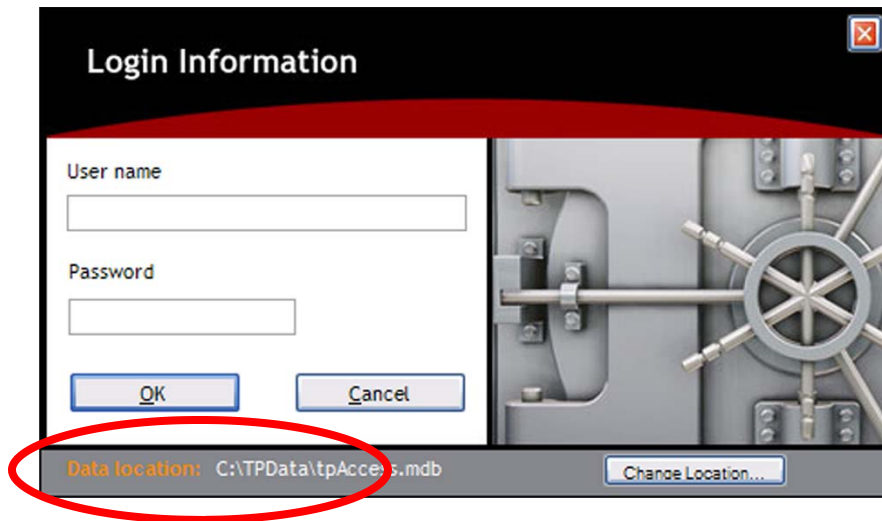 Login Information
User name
Password
OK Cancel
Data location: C:\TPData\tpAccess.mdb Change Location...